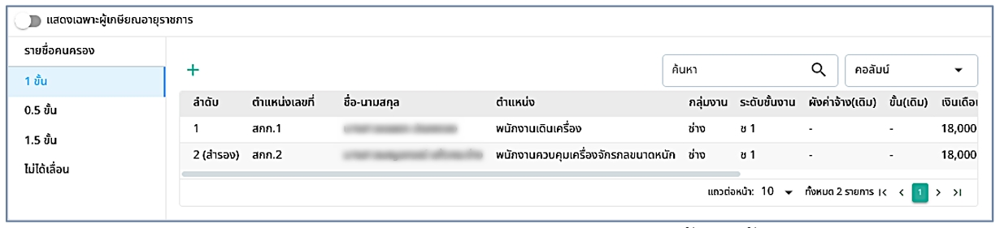 แสดงเฉพาะผู้เกษียณอายุราชการ
รายชื่อคนครอง
1 ขั้น
0.5 ขั้น
1.5 ขั้น
ไม่ได้เลื่อน
ค้นหา คอลัมน์
ลำดับ ตำแหน่งเลขที่ ชื่อ-นามสกุล ตำแหน่ง กลุ่มงาน ระดับชั้นงาน ผังค่าจ้าง(เดิม) ขั้น(เดิม) เงินเดือ
1 สกก.1 พนักงานเดินเครื่อง ช่าง ช 1 - - 18,000
2 (สำรอง) สกก.2 พนักงานควบคุมเครื่องจักรกลขนาดหนัก ช่าง ช 1 - - 18,000
แถวต่อหน้า: 10 ทั้งหมด 2 รายการ 1